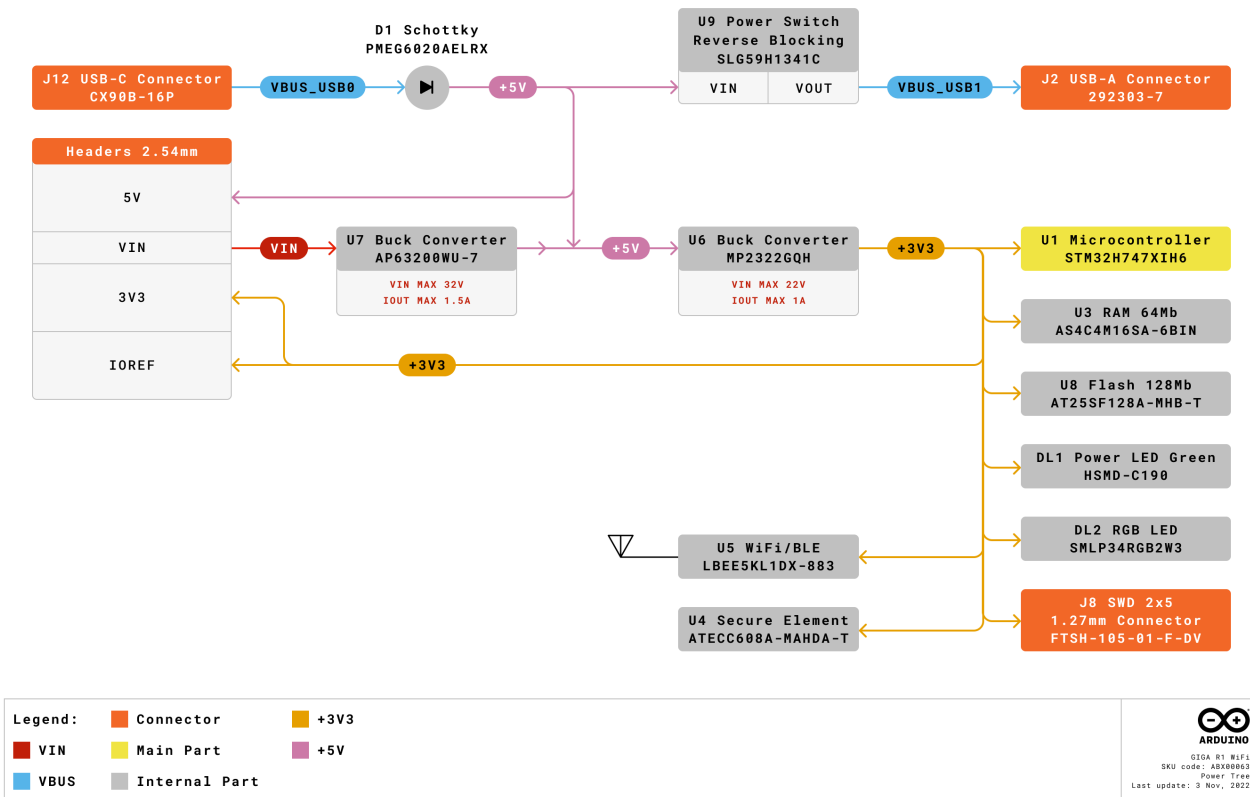 D1 Schottky
PMEG6020AELRX
U9 Power Switch
Reverse Blocking
SLG59H1341C
VIN
VOUT
J12 USB-C Connector
CX90B-16P
VBUS_USB0
+5V
VBUS_USB1
J2 USB-A Connector
292303-7
Headers 2.54mm
5V
VIN
3V3
IOREF
VIN
U7 Buck Converter
AP63200WU-7
VIN MAX 32V
IOUT MAX 1.5A
+5V
U6 Buck Converter
MP2322GQH
VIN MAX 22V
IOUT MAX 1A
+3V3
U1 Microcontroller
STM32H747XIH6
U3 RAM 64Mb
AS4C4M16SA-6BIN
+3V3
U8 Flash 128Mb
AT25SF128A-MHB-T
DL1 Power LED Green
HSMD-C190
DL2 RGB LED
SMLP34RGB2W3
U5 WiFi/BLE
LBEE5KL1DX-883
J8 SWD 2x5
1.27mm Connector
FTSH-105-01-F-DV
U4 Secure Element
ATECC608A-MAHDA-T
Legend:
Connector
+3V3
VIN
Main Part
+5V
VBUS
Internal Part
ARDUINO
GIGA R1 WiFi
SKU code: ABX00063
Power Tree
Last update: 3 Nov, 2022